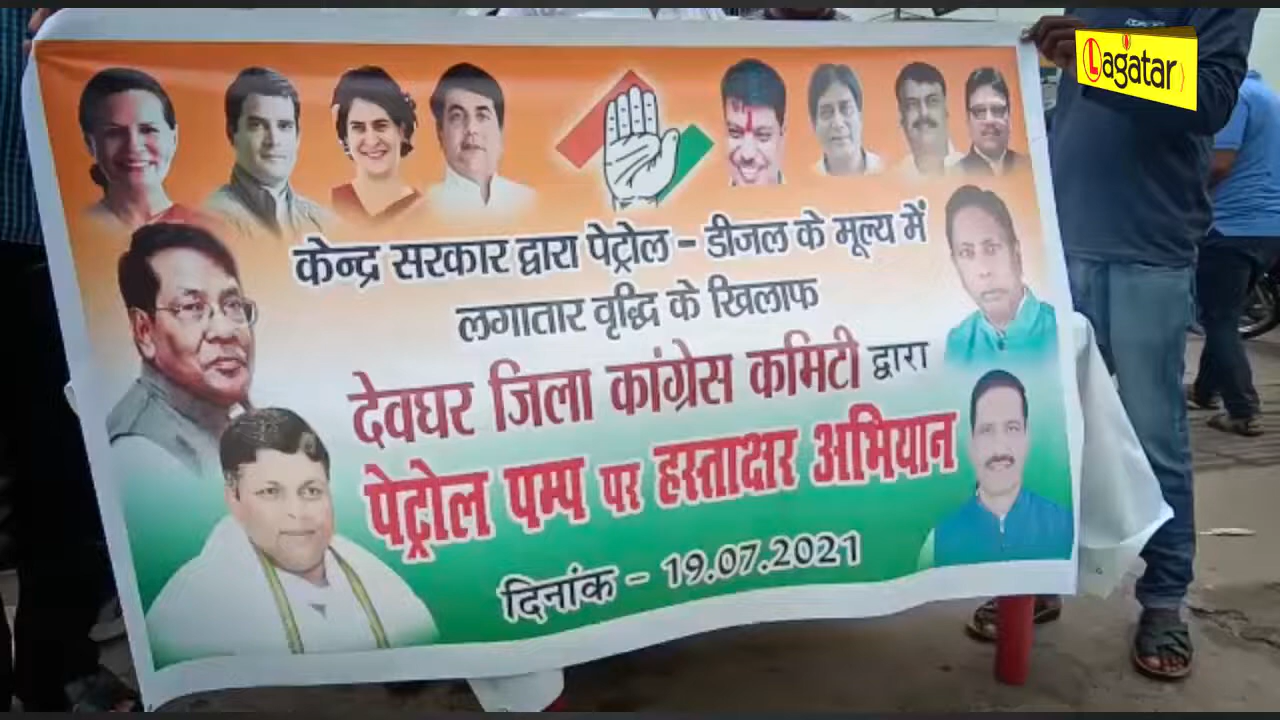 Lagatar
केन्द्र सरकार द्वारा पेट्रोल - डीजल के मूल्य में
लगातार वृद्धि के खिलाफ
देवघर जिला कांग्रेस कमिटी द्वारा
पेट्रोल पम्प पर हस्ताक्षर अभियान
दिनांक - 19.07.2021